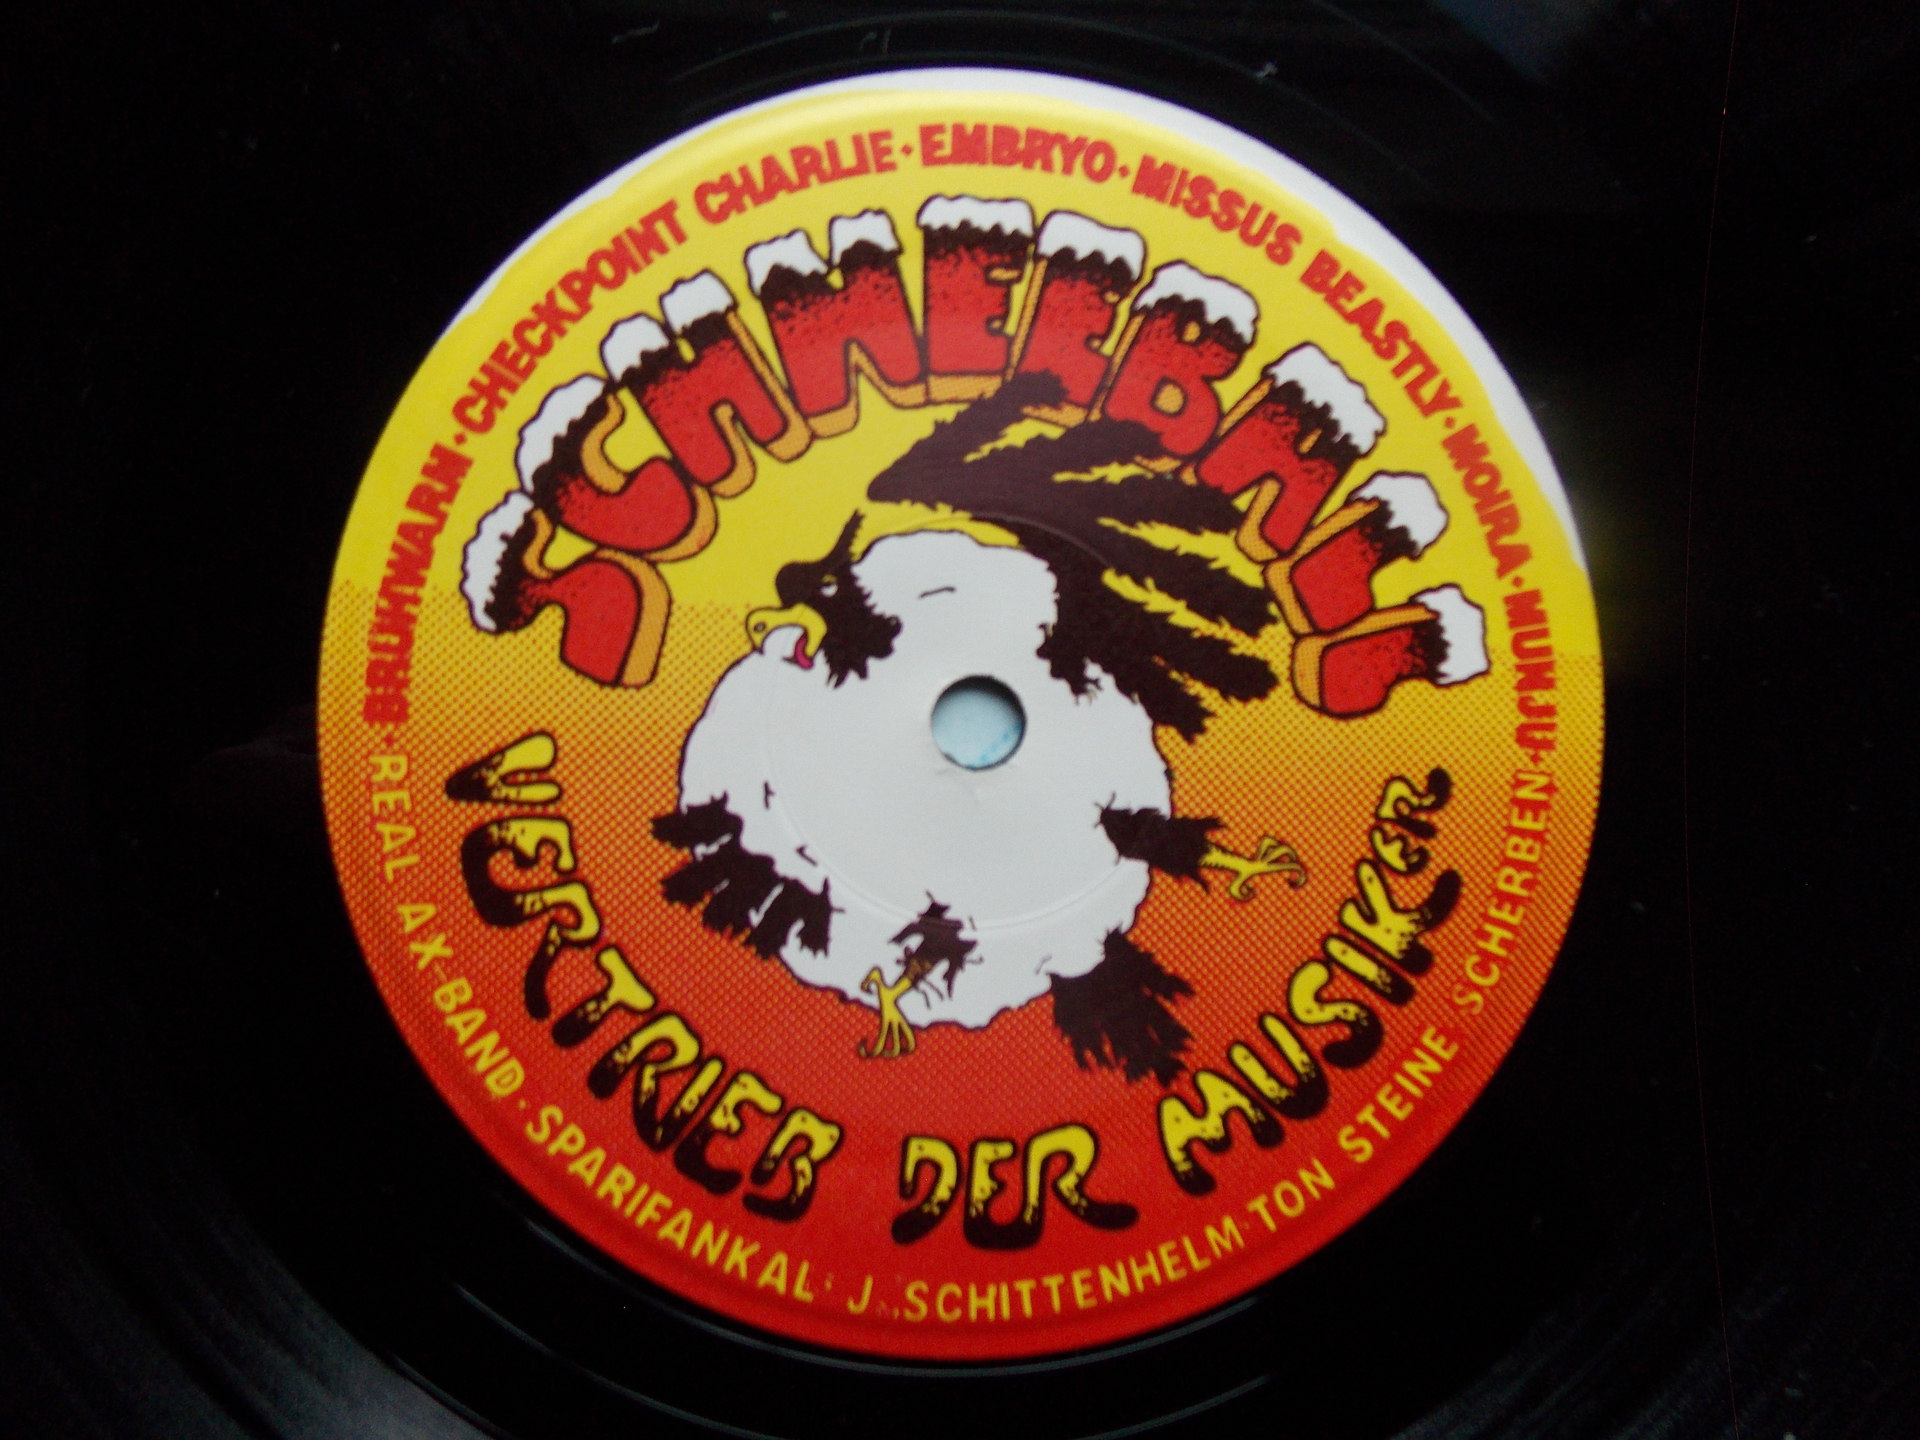 BRUHWARM · CHECKPOINT CHARLIE · EMBRYO · MISSUS BEASTLY · MOIRA · MUNJU ·
SCHNEEBALL
VERTRIEB DER MUSIKER
REAL AX-BAND · SPARIFANKAL · J. SCHITTENHELM · TON STEINE SCHERBEN ·